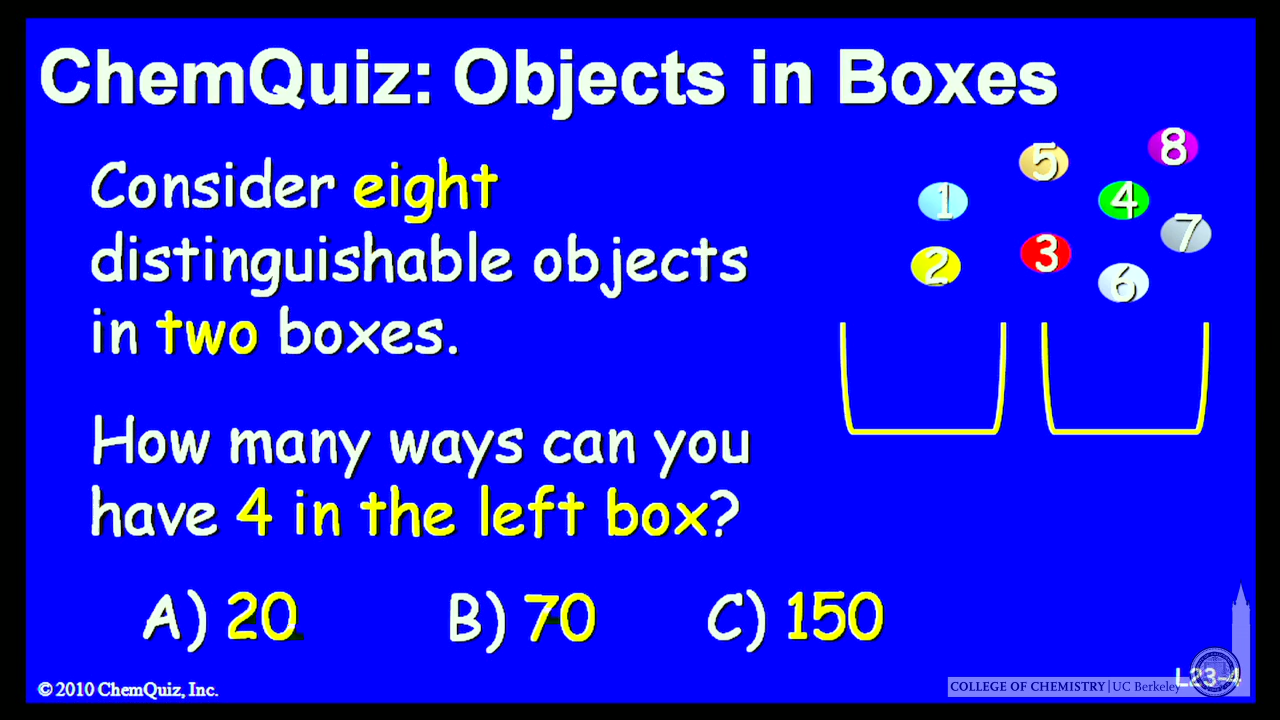 ChemQuiz: Objects in Boxes
Consider eight
distinguishable objects
in two boxes.
How many ways can you
have 4 in the left box?
A) 20 B) 70 C) 150
5
8
1
4
7
2
3
6
© 2010 ChemQuiz, Inc.
COLLEGE OF CHEMISTRY | UC Berkeley
L23-4